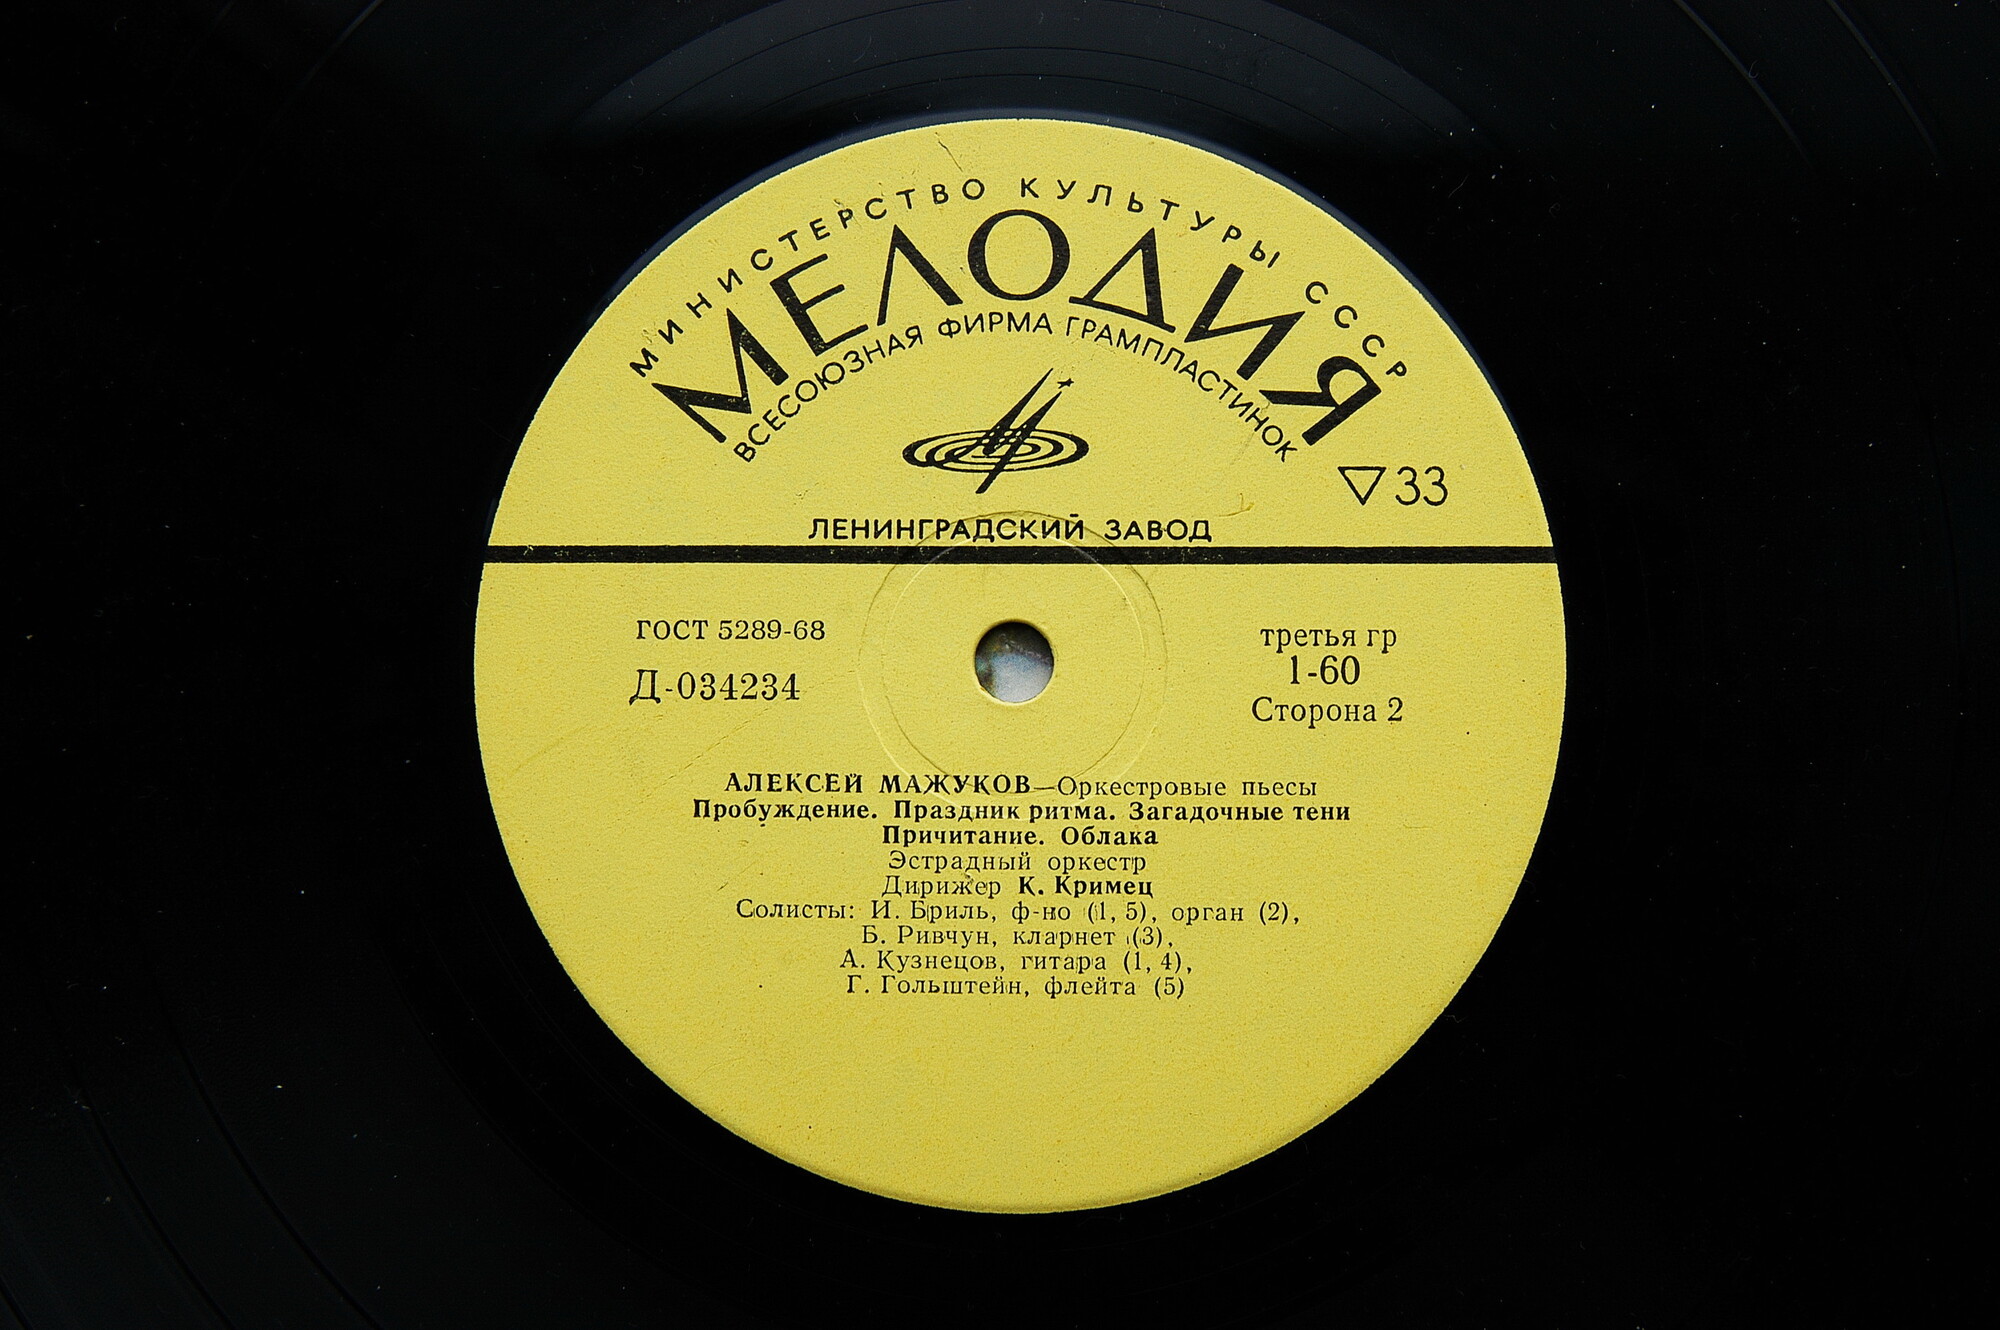 МИНИСТЕРСТВО КУЛЬТУРЫ СССР
МЕЛОДИЯ
ВСЕСОЮЗНАЯ ФИРМА ГРАМПЛАСТИНОК
33
ЛЕНИНГРАДСКИЙ ЗАВОД
ГОСТ 5289-68
Д-034234
третья гр
1-60
Сторона 2
АЛЕКСЕЙ МАЖУКОВ—Оркестровые пьесы
Пробуждение. Праздник ритма. Загадочные тени
Причитание. Облака
Эстрадный оркестр
Дирижер К. Кримец
Солисты: И. Бриль, ф-но (1, 5), орган (2),
Б. Ривчун, кларнет (3),
А. Кузнецов, гитара (1, 4),
Г. Гольштейн, флейта (5)